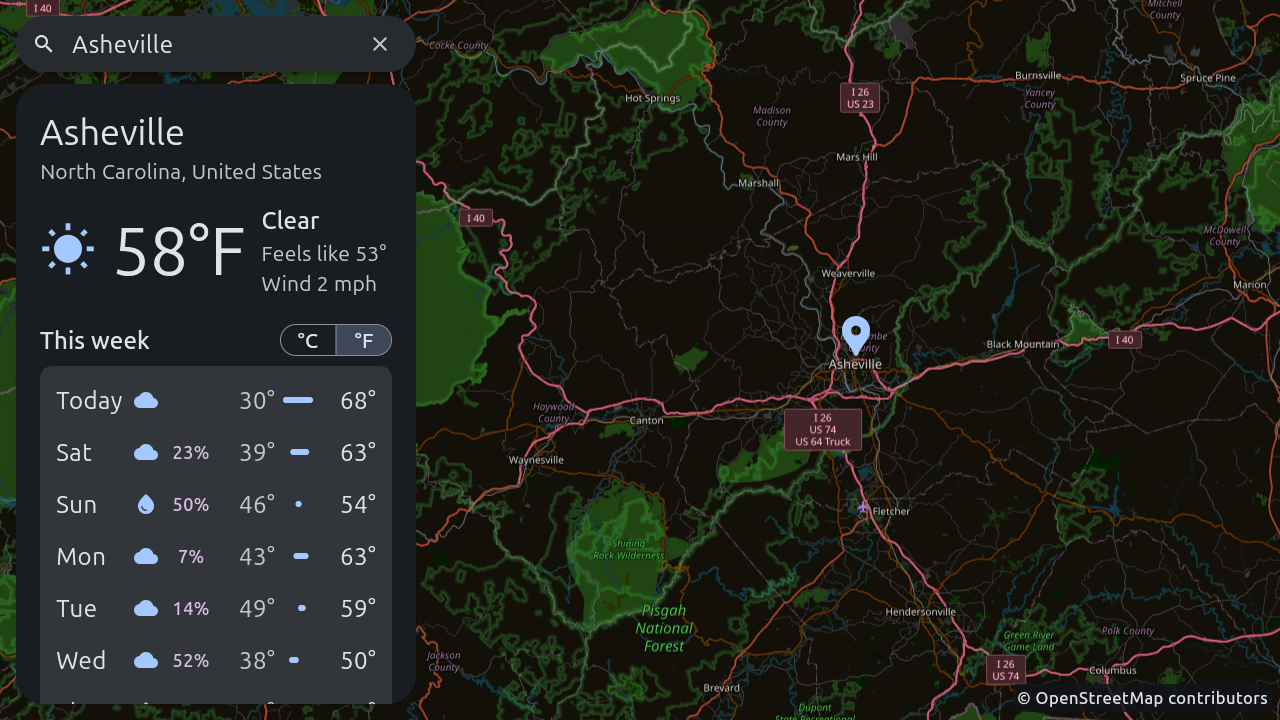 I 40
Asheville
Asheville
North Carolina, United States
58°F
Clear
Feels like 53°
Wind 2 mph
This week
°C
°F
Today 30° 68°
Sat 23% 39° 63°
Sun 50% 46° 54°
Mon 7% 43° 63°
Tue 14% 49° 59°
Wed 52% 38° 50°
Cocke County
Hot Springs
Madison
County
I 26
US 23
Mitchell
County
Burnsville
Spruce Pine
Yancey
County
Mars Hill
Marshall
I 40
McDowell
County
Weaverville
Marion
County
Asheville
Black Mountain
I 40
Haywood
County
Canton
I 26
US 74
US 64 Truck
Waynesville
Fletcher
Shining
Rock Wilderness
Pisgah
National
Forest
Hendersonville
Green River
Game Land
Polk County
Jackson
County
I 26
US 74
Columbus
Brevard
Dupont
State Recreational
© OpenStreetMap contributors